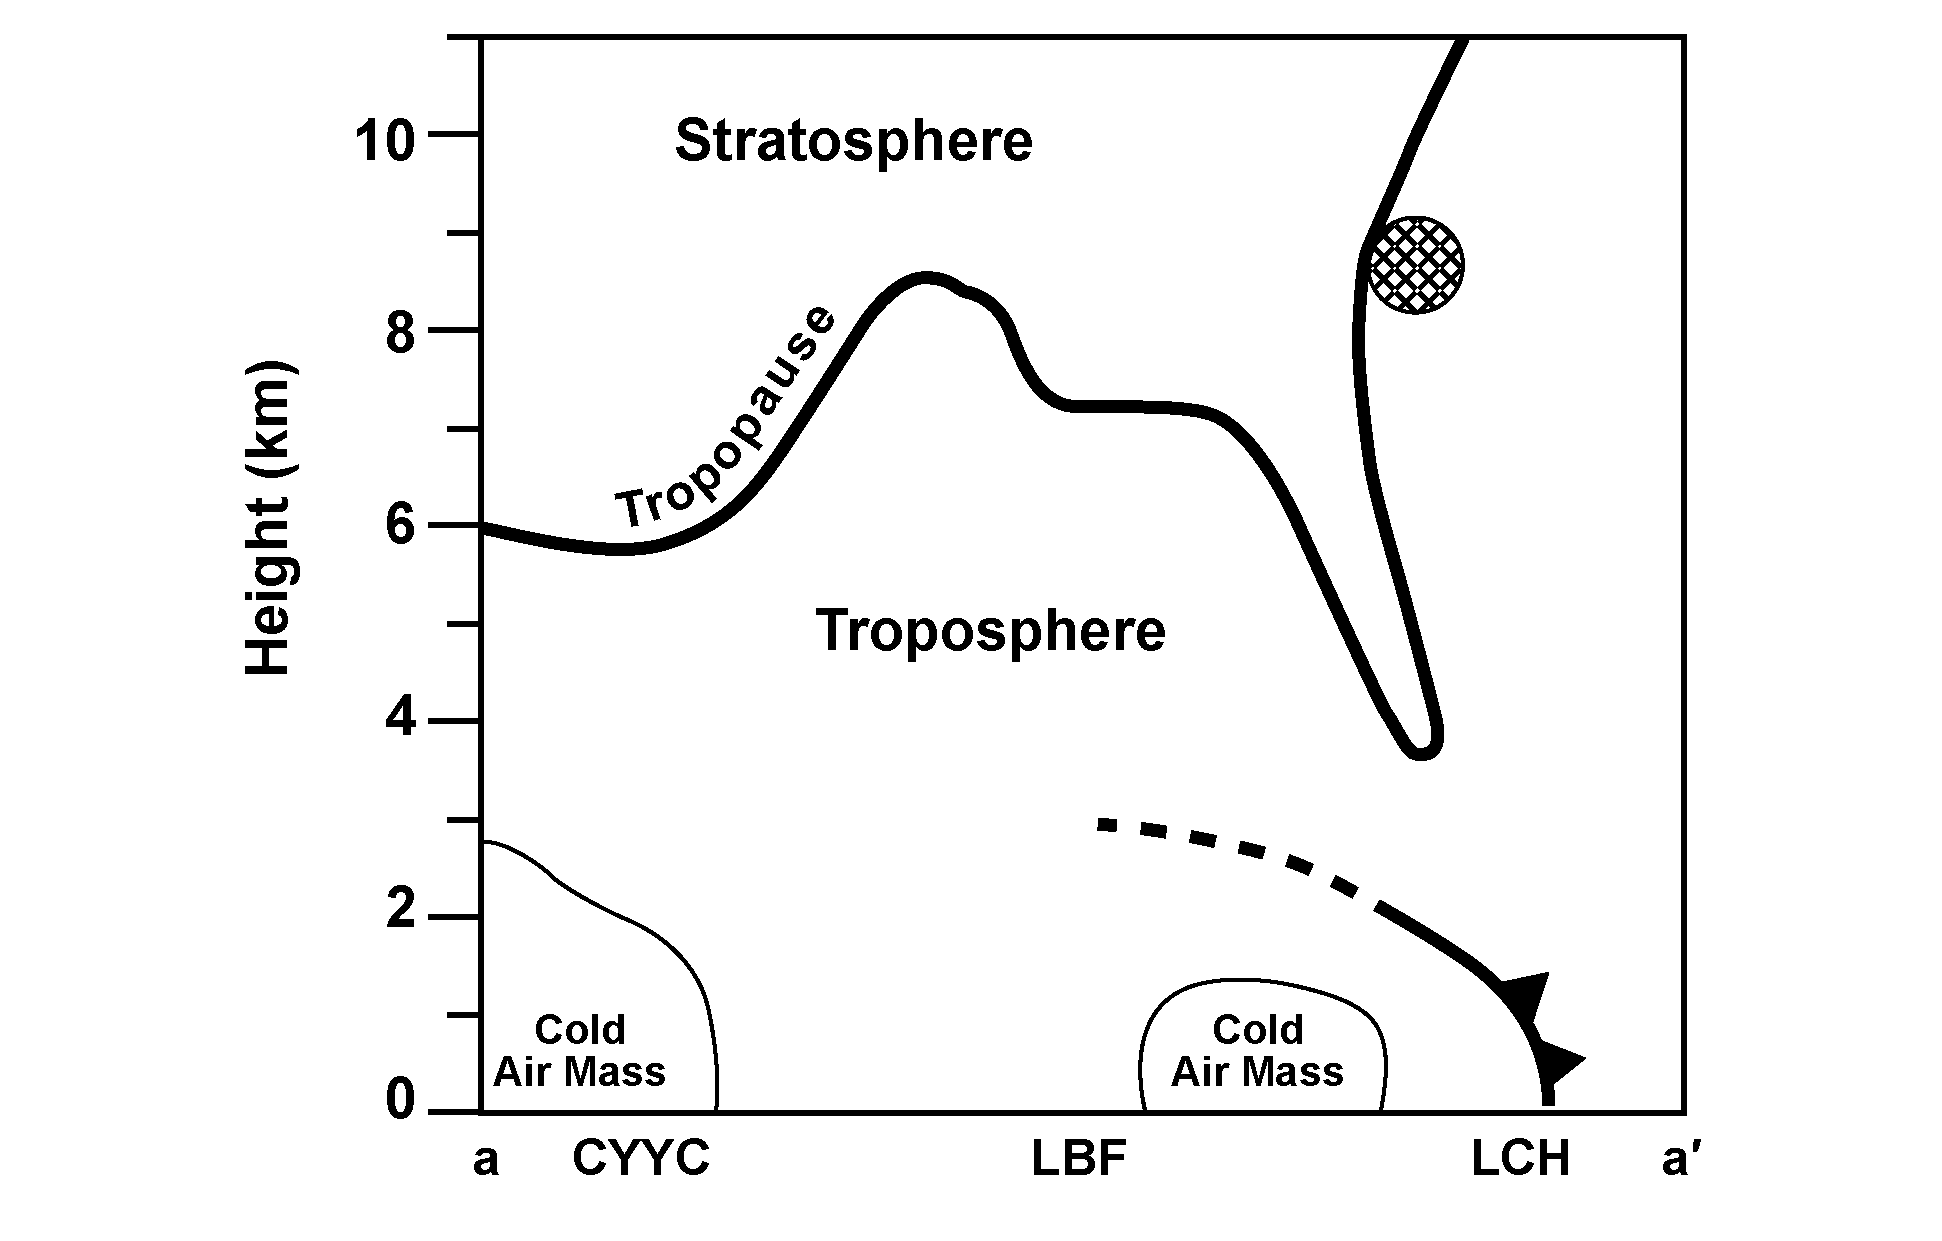 Stratosphere
Tropopause
Troposphere
Height (km)
10
8
6
4
2
0
Cold
Air Mass
Cold
Air Mass
a CYYC LBF LCH a′